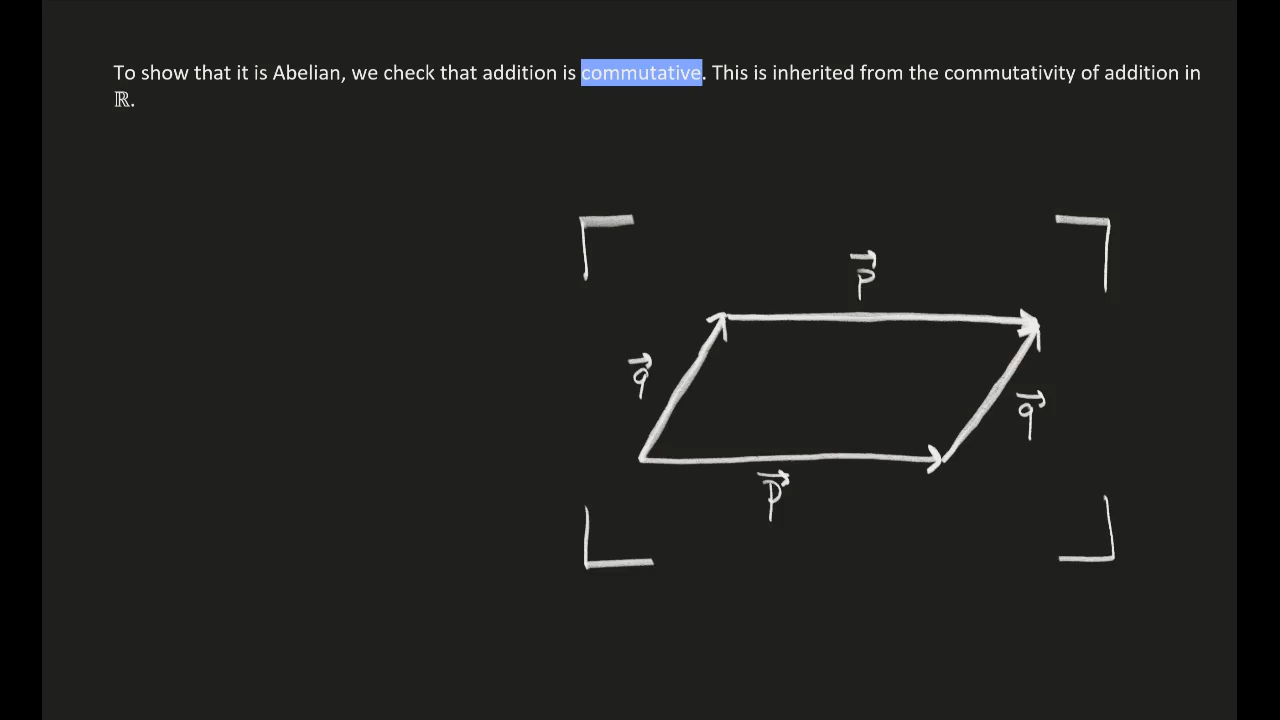 To show that it is Abelian, we check that addition is commutative. This is inherited from the commutativity of addition in
ℝ.
p⃗
q⃗
q⃗
p⃗